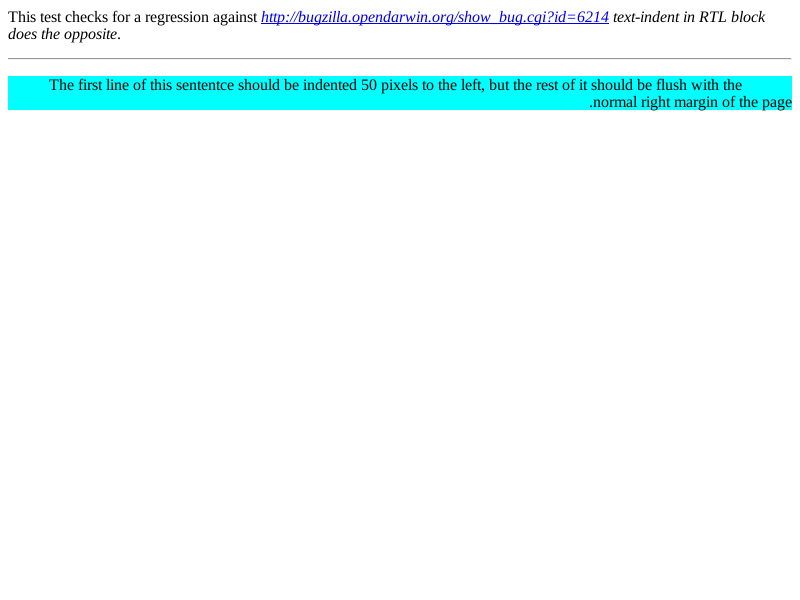 This test checks for a regression against http://bugzilla.opendarwin.org/show_bug.cgi?id=6214 text-indent in RTL block
does the opposite.
The first line of this sententce should be indented 50 pixels to the left, but the rest of it should be flush with the
.normal right margin of the page